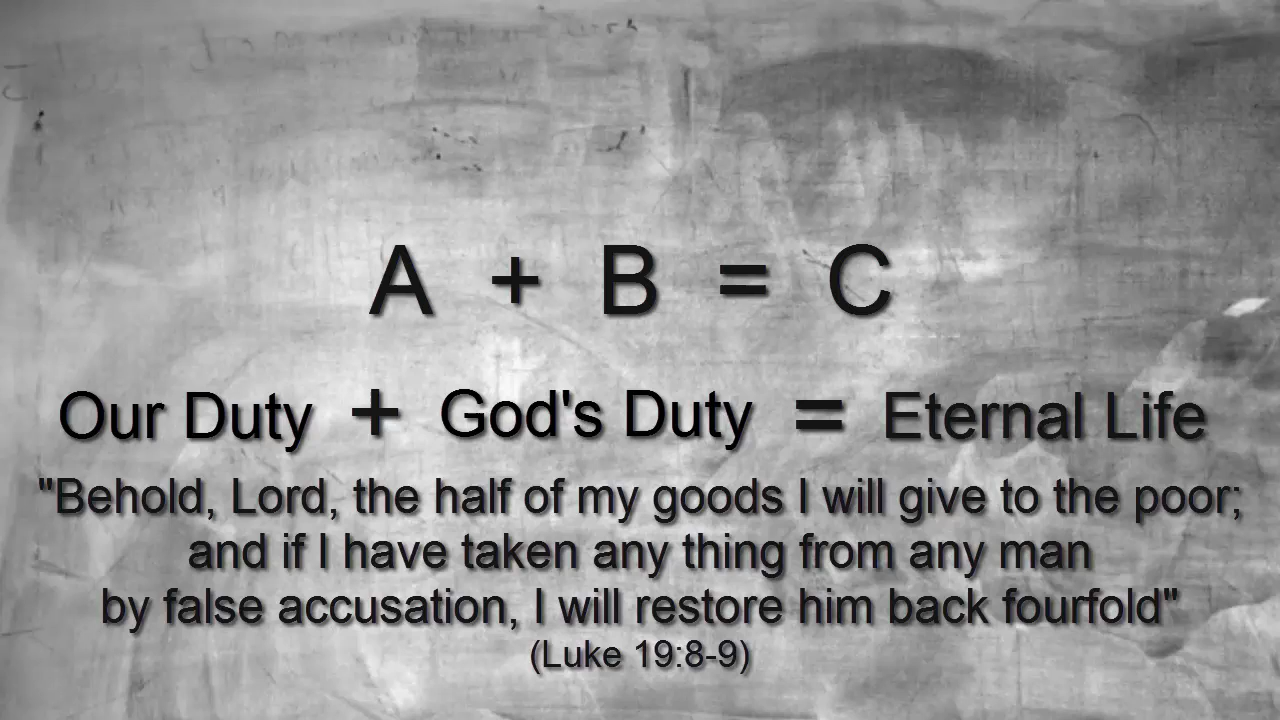 A + B = C
Our Duty + God's Duty = Eternal Life
"Behold, Lord, the half of my goods I will give to the poor;
and if I have taken any thing from any man
by false accusation, I will restore him back fourfold"
(Luke 19:8-9)